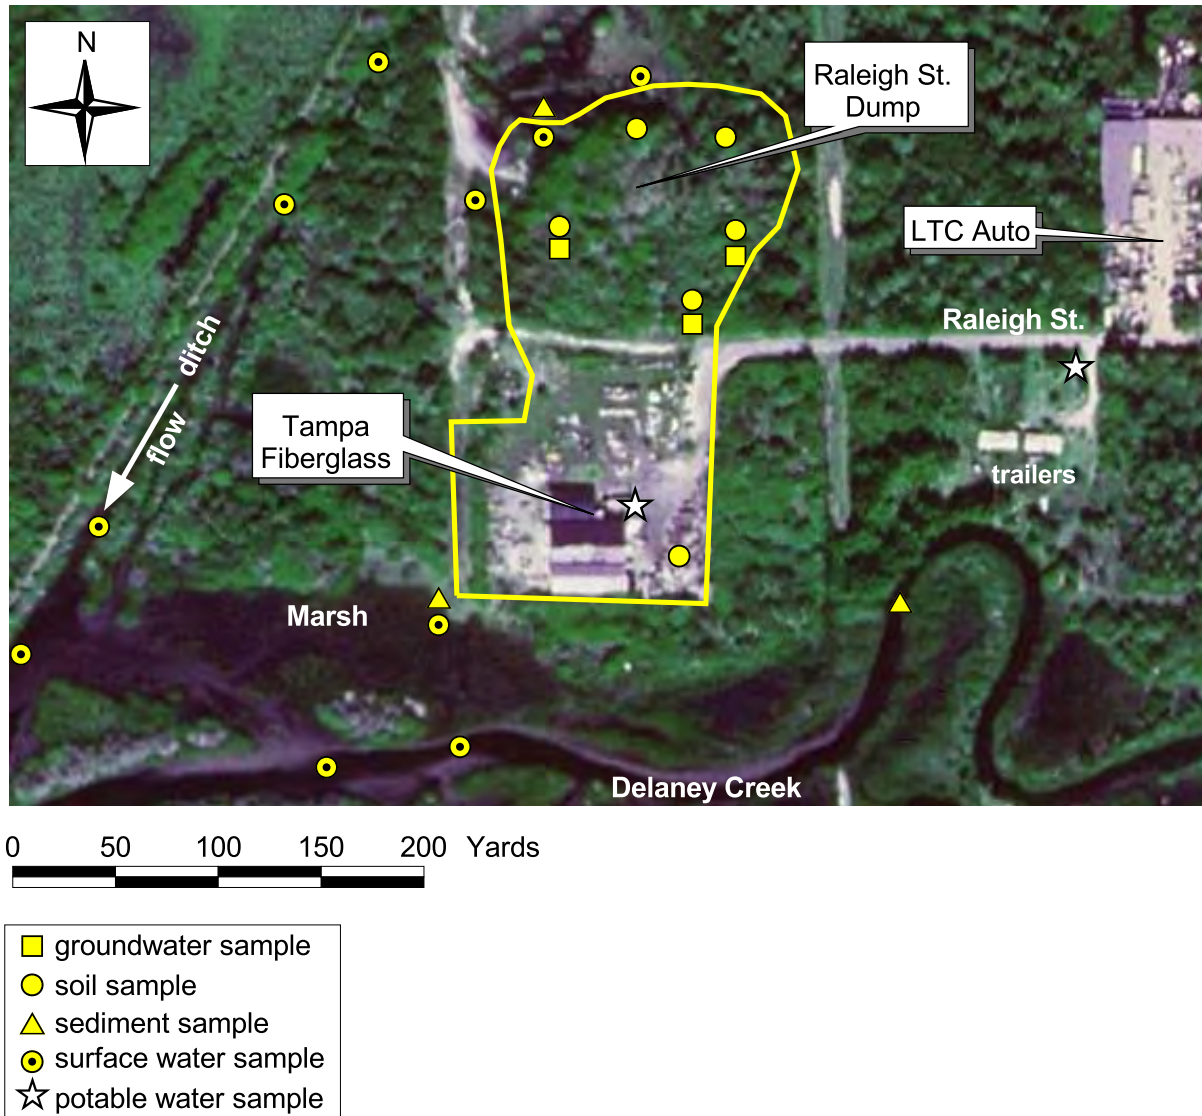 N
Raleigh St.
Dump
LTC Auto
Raleigh St.
ditch
flow
Tampa
Fiberglass
trailers
Marsh
Delaney Creek
0 50 100 150 200 Yards
groundwater sample
soil sample
sediment sample
surface water sample
potable water sample